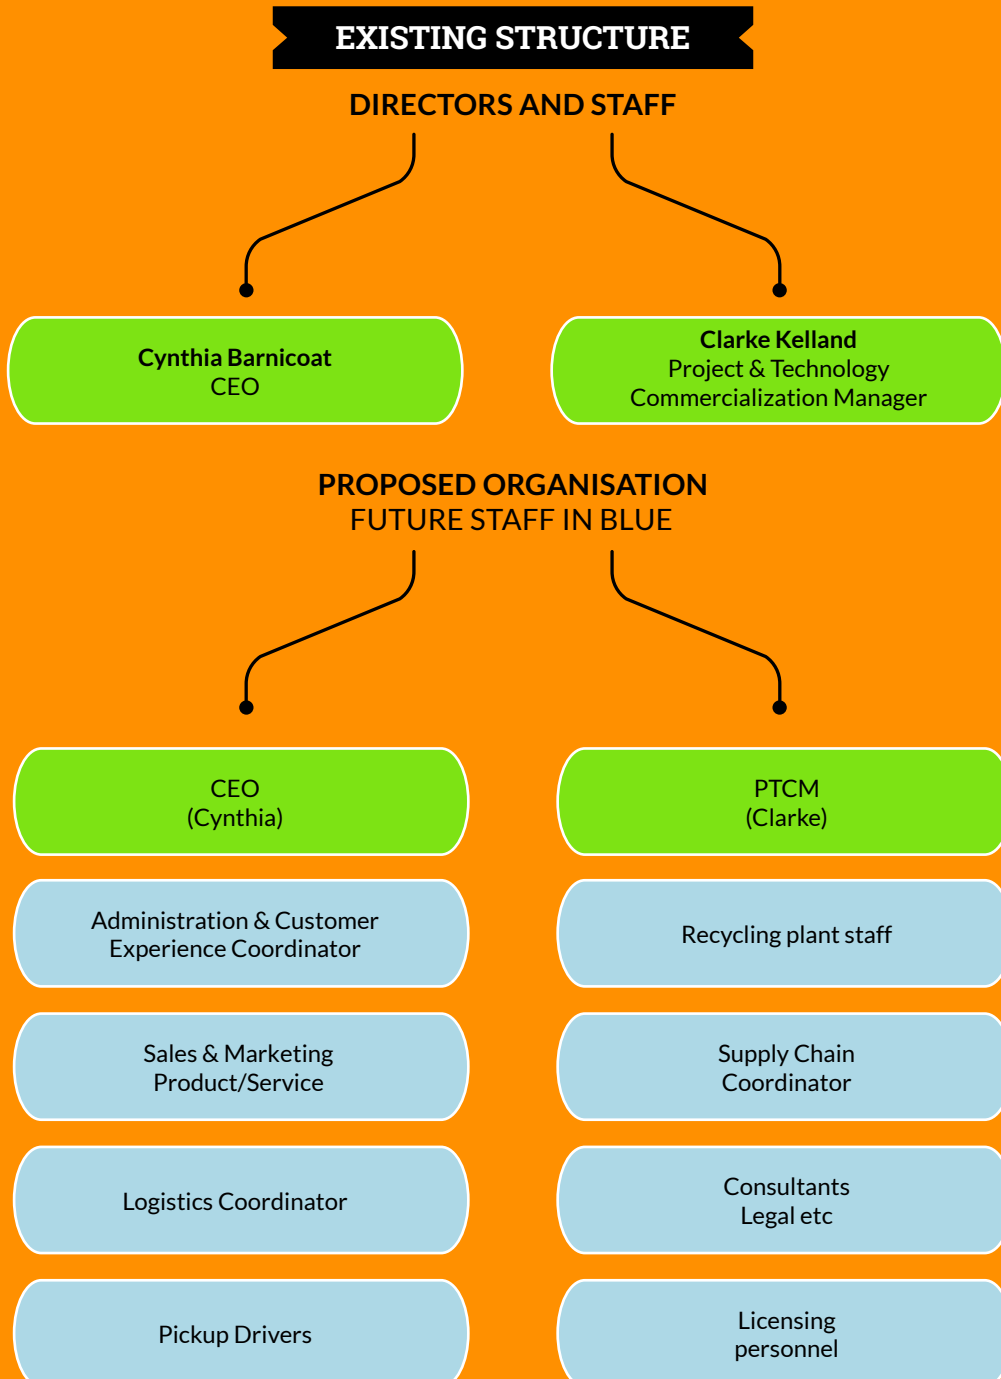 EXISTING STRUCTURE
DIRECTORS AND STAFF
Cynthia Barnicoat
CEO
Clarke Kelland
Project & Technology
Commercialization Manager
PROPOSED ORGANISATION
FUTURE STAFF IN BLUE
CEO
(Cynthia)
PTCM
(Clarke)
Administration & Customer
Experience Coordinator
Recycling plant staff
Sales & Marketing
Product/Service
Supply Chain
Coordinator
Logistics Coordinator
Consultants
Legal etc
Pickup Drivers
Licensing
personnel